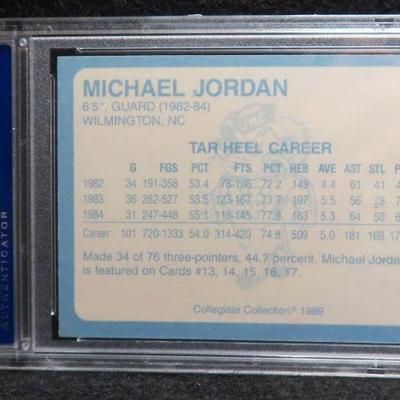 AUTHENTICATOR
MICHAEL JORDAN
6'5", GUARD (1982-84)
WILMINGTON, NC
TAR HEEL CAREER
G FGS PCT FTS PCT REB AVE AST STL
1982 34 191-358 53.4 78-108 72.2 149 4.4 61 41
1983 36 282-527 53.5 123-167 73.7 197 5.5 56 78
1984 31 247-448 55.1 113-145 77.9 163 5.3 64 50
Career 101 720-1333 54.0 314-420 74.8 509 5.0 181 169
Made 34 of 76 three-pointers, 44.7 percent. Michael Jorda
is featured on Cards #13, 14, 15, 16, 17.
Collegiate Collection® 1989